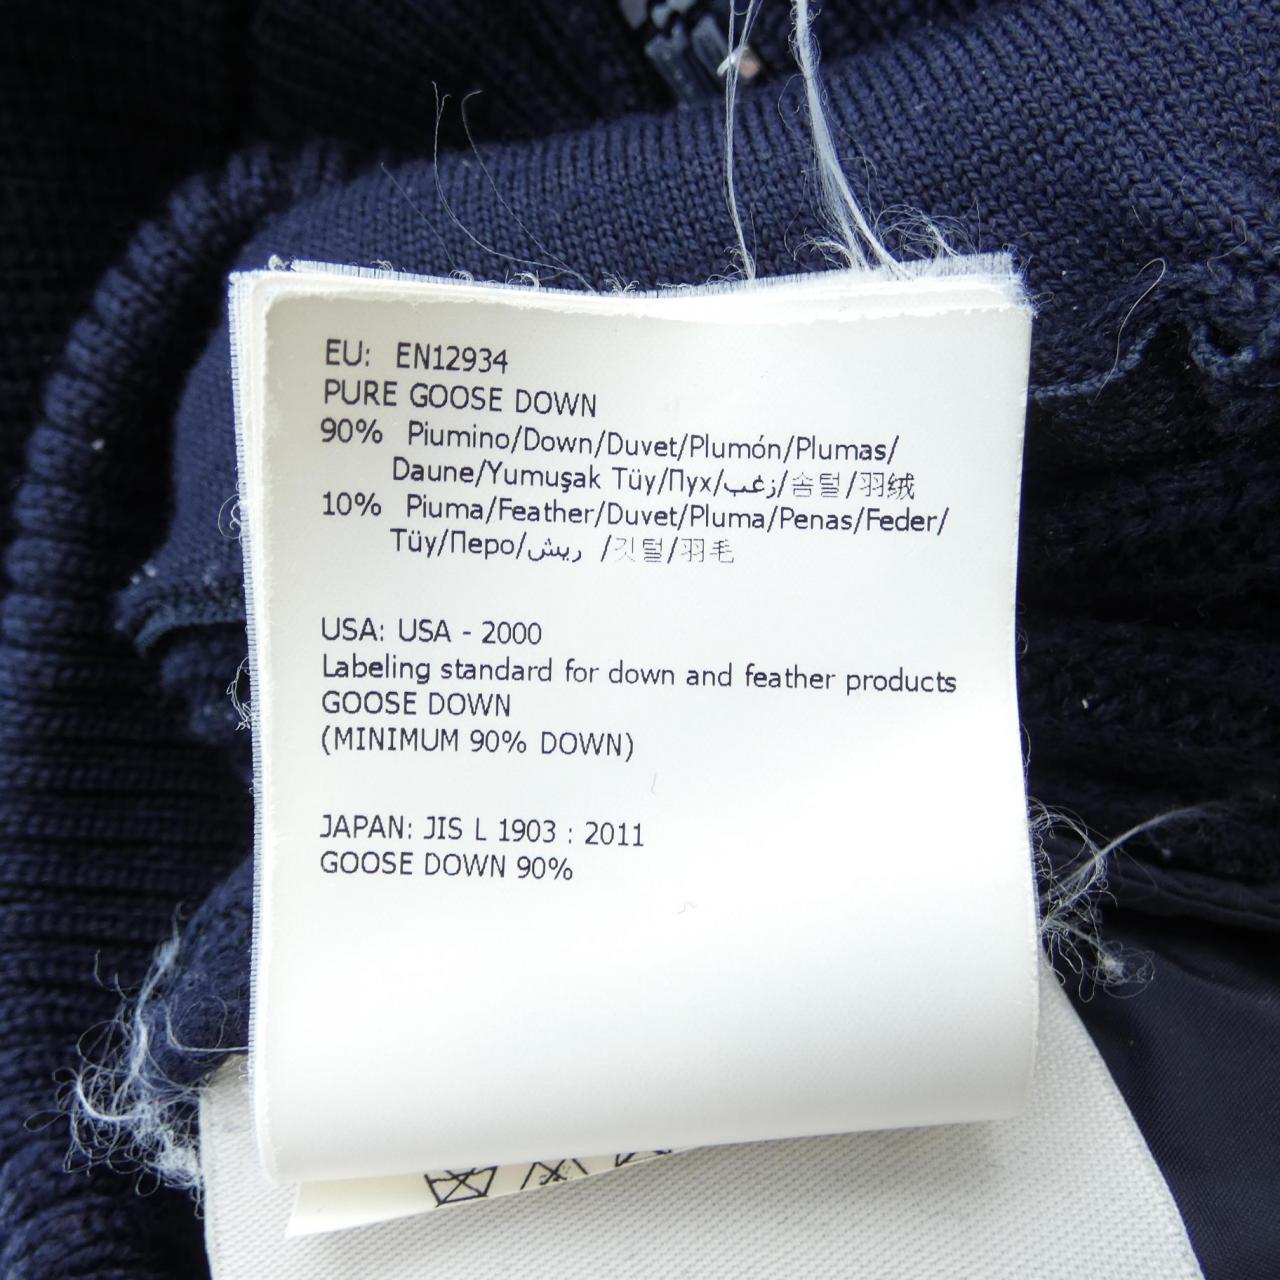 EU: EN12934
PURE GOOSE DOWN
90% Piumino/Down/Duvet/Plumón/Plumas/
Daune/Yumuşak Tüy/Пух/زغب/솜털/羽绒
10% Piuma/Feather/Duvet/Pluma/Penas/Feder/
Tüy/Перо/ريش /깃털/羽毛
USA: USA - 2000
Labeling standard for down and feather products
GOOSE DOWN
(MINIMUM 90% DOWN)
JAPAN: JIS L 1903 : 2011
GOOSE DOWN 90%